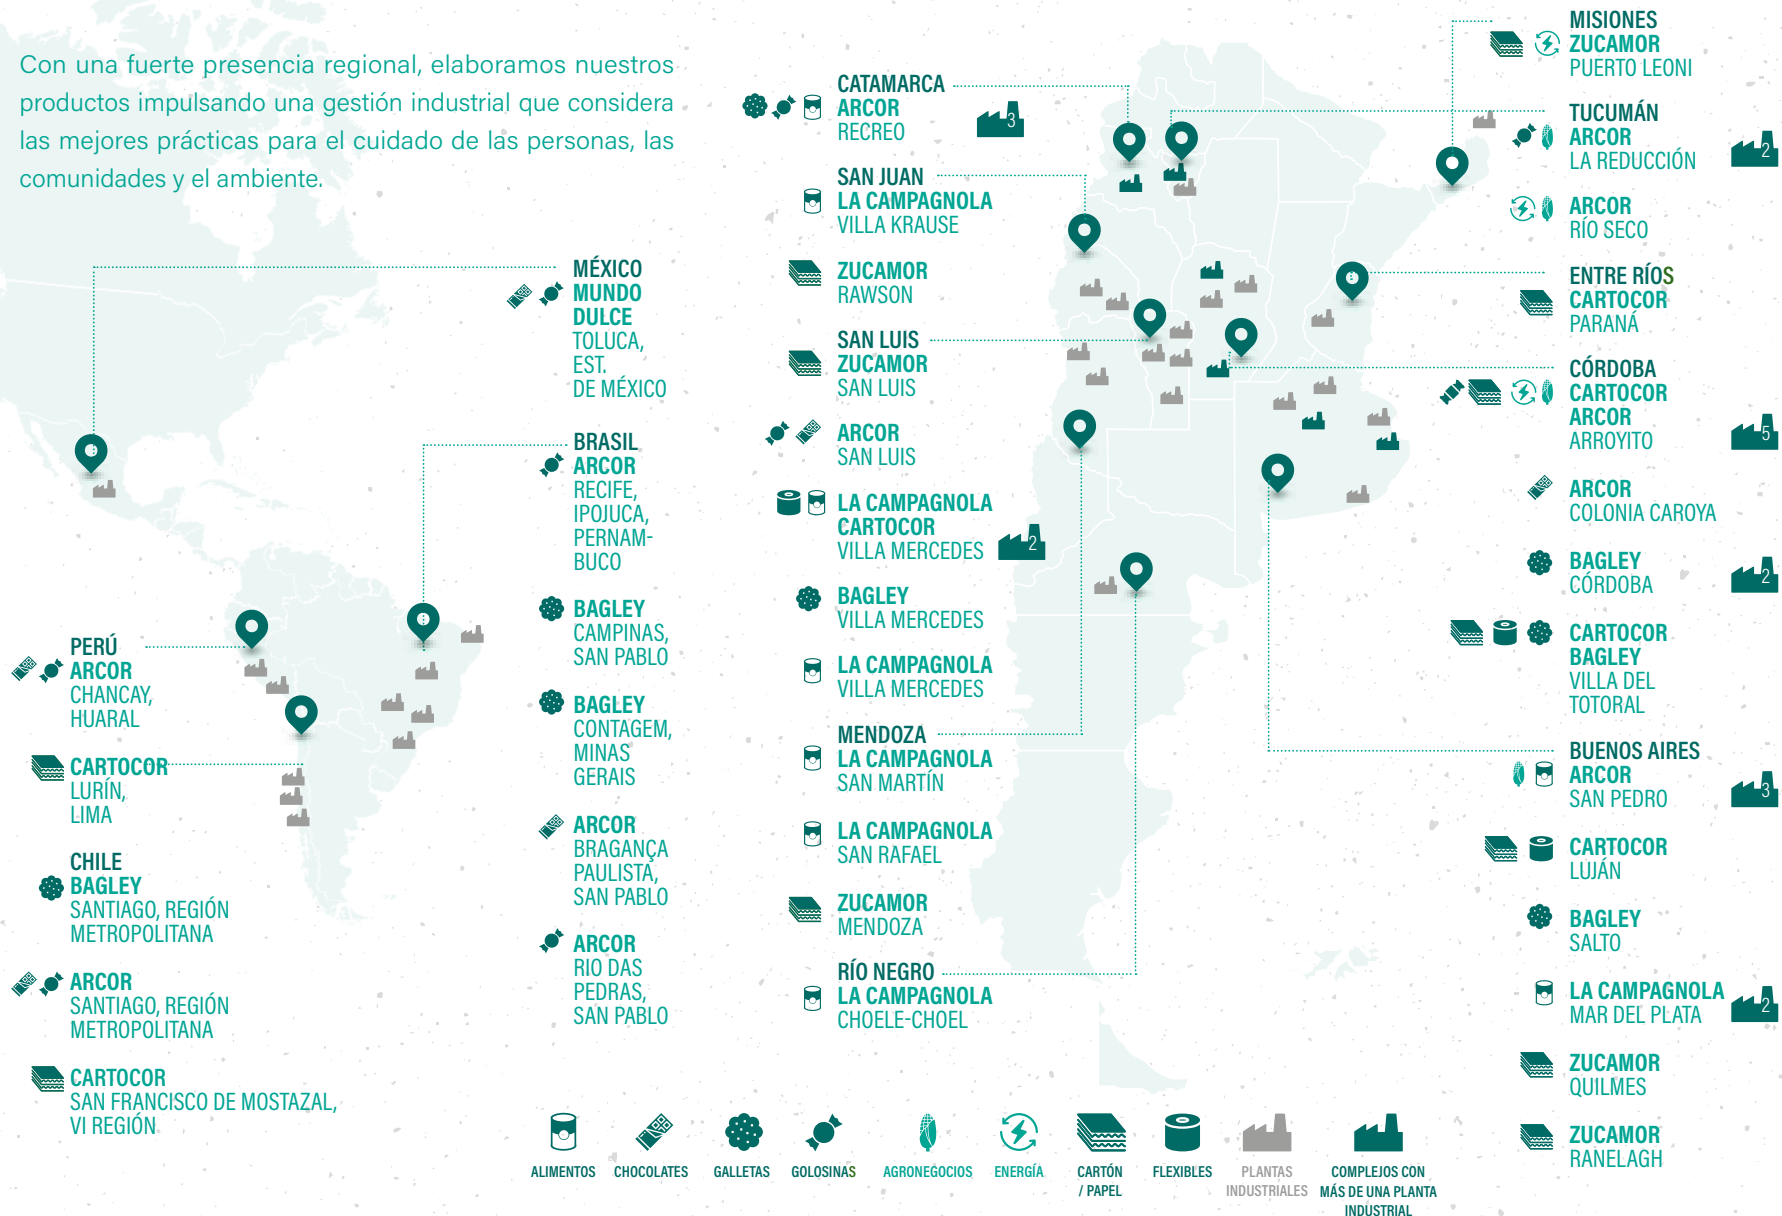 Con una fuerte presencia regional, elaboramos nuestros
productos impulsando una gestión industrial que considera
las mejores prácticas para el cuidado de las personas, las
comunidades y el ambiente.
MÉXICO
MUNDO
DULCE
TOLUCA,
EST.
DE MÉXICO
BRASIL
ARCOR
RECIFE,
IPOJUCA,
PERNAM-
BUCO
BAGLEY
CAMPINAS,
SAN PABLO
BAGLEY
CONTAGEM,
MINAS
GERAIS
ARCOR
BRAGANÇA
PAULISTA,
SAN PABLO
ARCOR
RIO DAS
PEDRAS,
SAN PABLO
PERÚ
ARCOR
CHANCAY,
HUARAL
CARTOCOR
LURÍN,
LIMA
CHILE
BAGLEY
SANTIAGO, REGIÓN
METROPOLITANA
ARCOR
SANTIAGO, REGIÓN
METROPOLITANA
CARTOCOR
SAN FRANCISCO DE MOSTAZAL,
VI REGIÓN
CATAMARCA
ARCOR
RECREO
3
SAN JUAN
LA CAMPAGNOLA
VILLA KRAUSE
ZUCAMOR
RAWSON
SAN LUIS
ZUCAMOR
SAN LUIS
ARCOR
SAN LUIS
LA CAMPAGNOLA
CARTOCOR
VILLA MERCEDES
2
BAGLEY
VILLA MERCEDES
LA CAMPAGNOLA
VILLA MERCEDES
MENDOZA
LA CAMPAGNOLA
SAN MARTÍN
LA CAMPAGNOLA
SAN RAFAEL
ZUCAMOR
MENDOZA
RÍO NEGRO
LA CAMPAGNOLA
CHOELE-CHOEL
MISIONES
ZUCAMOR
PUERTO LEONI
TUCUMÁN
ARCOR
LA REDUCCIÓN
2
ARCOR
RÍO SECO
ENTRE RÍOS
CARTOCOR
PARANÁ
CÓRDOBA
CARTOCOR
ARCOR
ARROYITO
5
ARCOR
COLONIA CAROYA
BAGLEY
CÓRDOBA
2
CARTOCOR
BAGLEY
VILLA DEL
TOTORAL
BUENOS AIRES
ARCOR
SAN PEDRO
3
CARTOCOR
LUJÁN
BAGLEY
SALTO
LA CAMPAGNOLA
MAR DEL PLATA
2
ZUCAMOR
QUILMES
ZUCAMOR
RANELAGH
ALIMENTOS
CHOCOLATES
GALLETAS
GOLOSINAS
AGRONEGOCIOS
ENERGÍA
CARTÓN
/ PAPEL
FLEXIBLES
PLANTAS
INDUSTRIALES
COMPLEJOS CON
MÁS DE UNA PLANTA
INDUSTRIAL